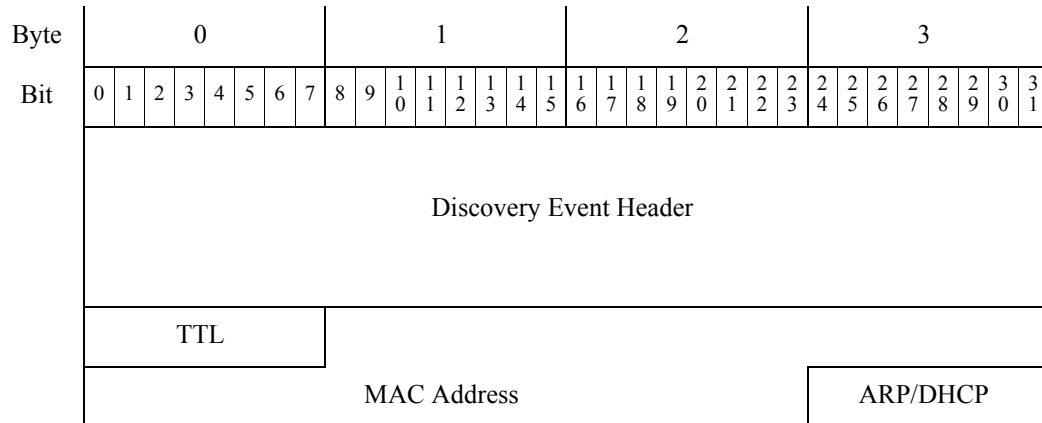 Byte 0 1 2 3
Bit 0 1 2 3 4 5 6 7 8 9 10 11 12 13 14 15 16 17 18 19 20 21 22 23 24 25 26 27 28 29 30 31
Discovery Event Header
TTL
MAC Address ARP/DHCP